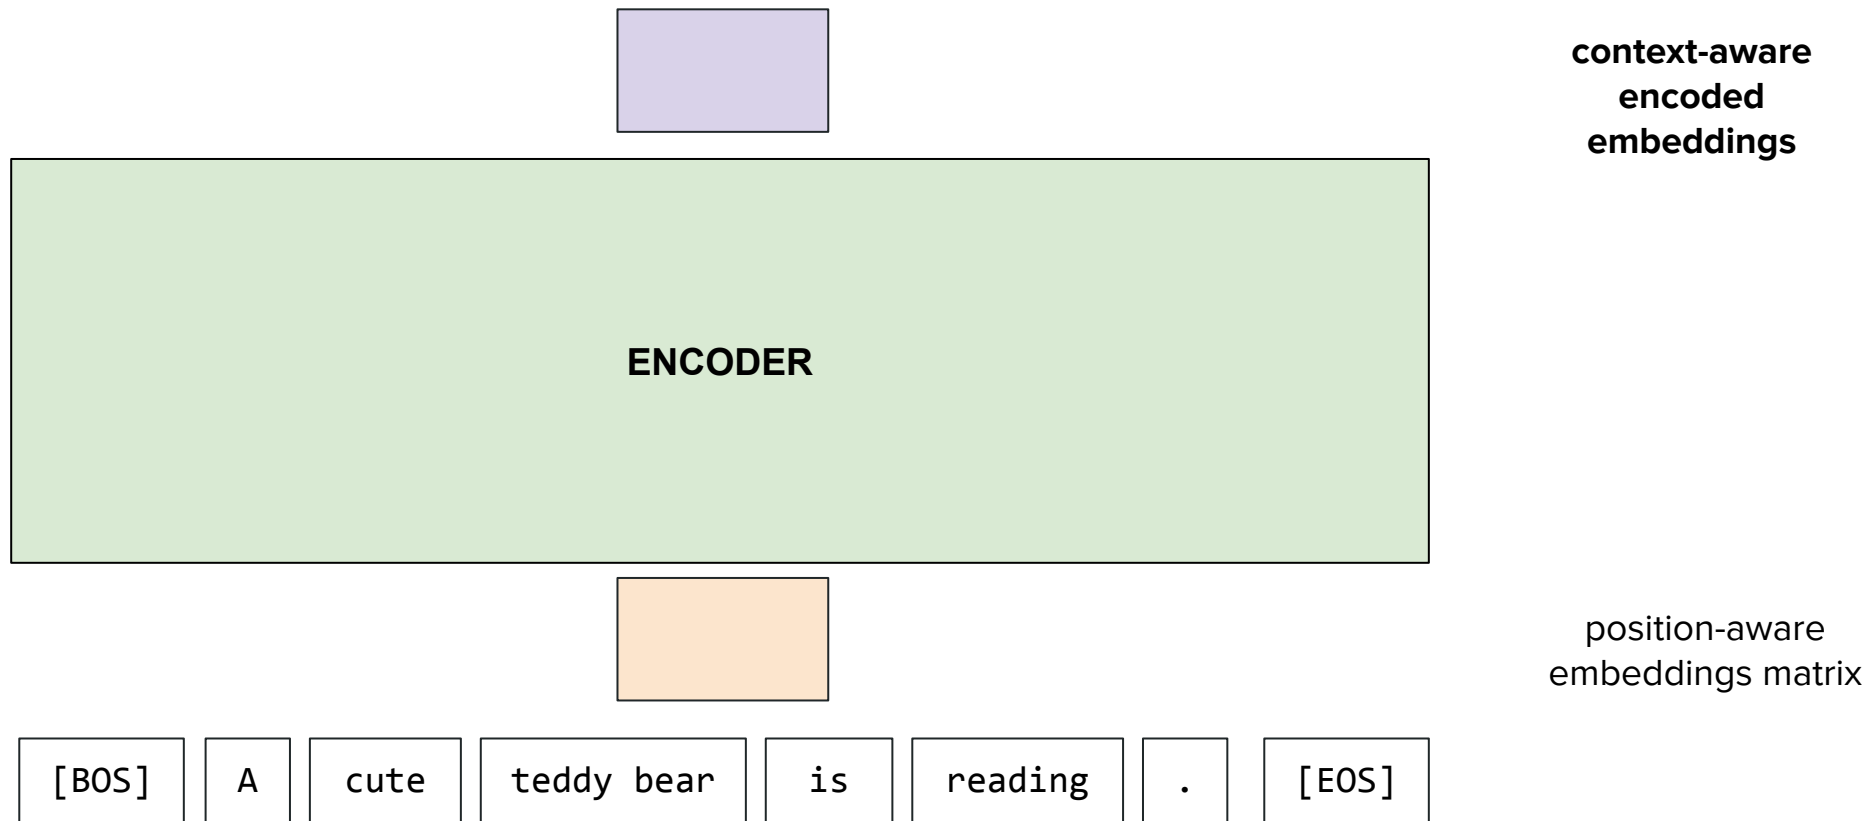 context-aware
encoded
embeddings
ENCODER
position-aware
embeddings matrix
[BOS] A cute teddy bear is reading . [EOS]